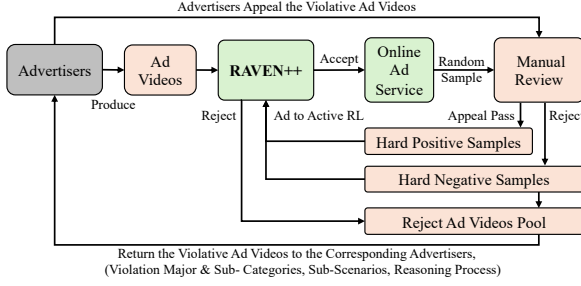 Advertisers Appeal the Violative Ad Videos
Advertisers
Produce
Ad
Videos
RAVEN++
Accept
Online
Ad
Service
Random
Sample
Manual
Review
Reject
Ad to Active RL
Appeal Pass
Reject
Hard Positive Samples
Hard Negative Samples
Reject Ad Videos Pool
Return the Violative Ad Videos to the Corresponding Advertisers,
(Violation Major & Sub- Categories, Sub-Scenarios, Reasoning Process)